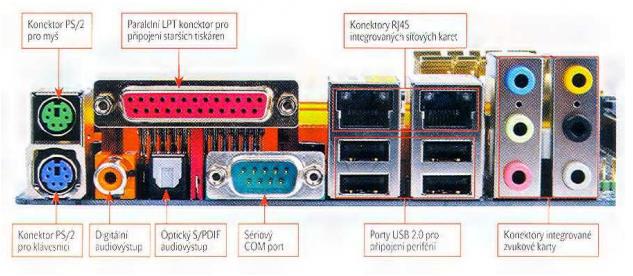 Konektor PS/2
pro myš
Paralelní LPT konektor pro
připojení starších tiskáren
Konektory RJ45
integrovaných síťových karet
Konektor PS/2
pro klávesnici
Digitální
audiovýstup
Optický S/PDIF
audiovýstup
Sériový
COM port
Porty USB 2.0 pro
připojení periférií
Konektory integrované
zvukové karty